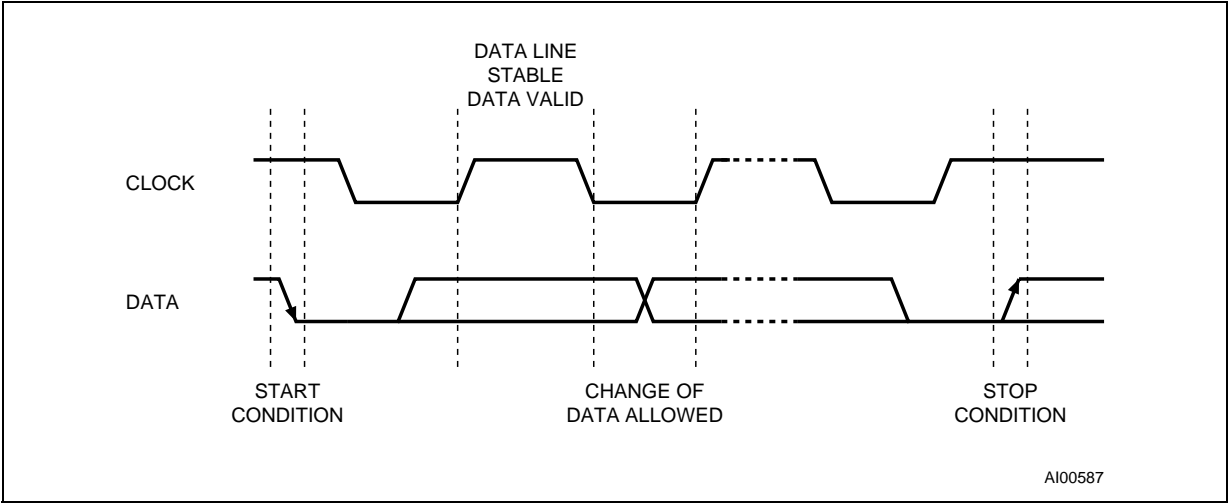 DATA LINE
STABLE
DATA VALID
CLOCK
DATA
START
CONDITION
CHANGE OF
DATA ALLOWED
STOP
CONDITION
AI00587